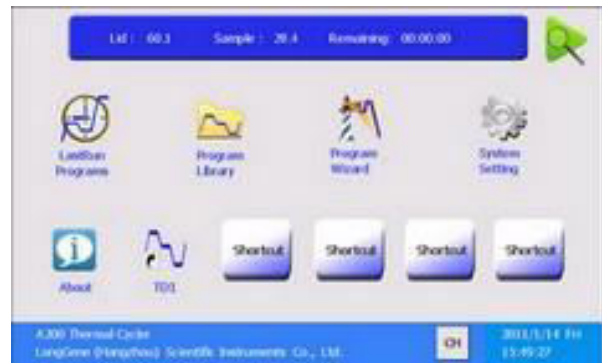 Lid : 60.3 Sample : 28.4 Remaining: 00:00:00
LastRun
Programs
Program
Library
Program
Wizard
System
Setting
About
TD1
Shortcut
Shortcut
Shortcut
Shortcut
A200 Thermal Cycler
LongGene (Hangzhou) Scientific Instruments Co., Ltd.
CH
2011/1/14 Fri
11:45:27